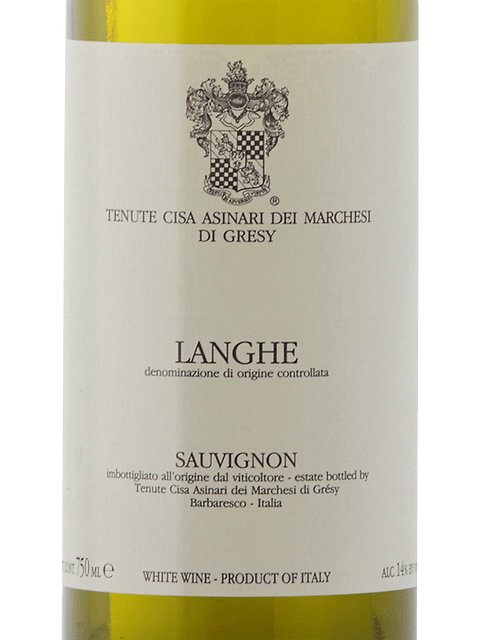 ®
TENUTE CISA ASINARI DEI MARCHESI
DI GRESY
LANGHE
denominazione di origine controllata
SAUVIGNON
imbottigliato all'origine dal viticoltore - estate bottled by
Tenute Cisa Asinari dei Marchesi di Grésy
Barbaresco - Italia
750 ML e
WHITE WINE - PRODUCT OF ITALY
ALC. 14% BY